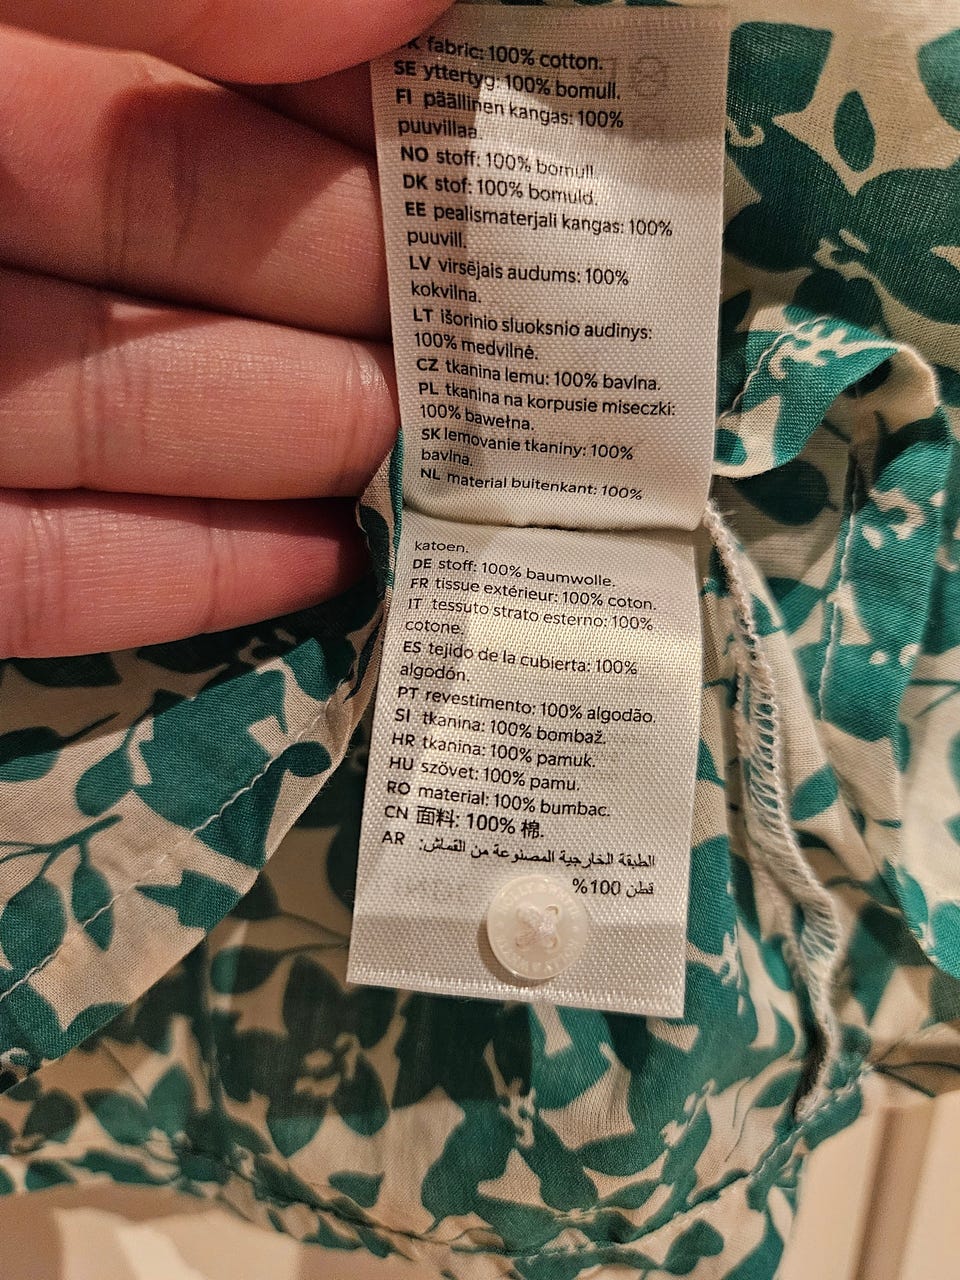 fabric: 100% cotton.
SE yttertyg: 100% bomull.
FI päällinen kangas: 100%
puuvillaa.
NO stoff: 100% bomull.
DK stof: 100% bomuld.
EE pealismaterjali kangas: 100%
puuvill.
LV virsējais audums: 100%
kokvilna.
LT išorinio sluoksnio audinys:
100% medvilnė.
CZ tkanina lemu: 100% bavlna.
PL tkanina na korpusie miseczki:
100% bawełna.
SK lemovanie tkaniny: 100%
bavlna.
NL material buitenkant: 100%
katoen.
DE stoff: 100% baumwolle.
FR tissue extérieur: 100% coton.
IT tessuto strato esterno: 100%
cotone.
ES tejido de la cubierta: 100%
algodón.
PT revestimento: 100% algodão.
SI tkanina: 100% bombaž.
HR tkanina: 100% pamuk.
HU szövet: 100% pamu.
RO material: 100% bumbac.
CN 面料: 100% 棉.
AR الطبقة الخارجية المصنوعة من القماش:
قطن 100%